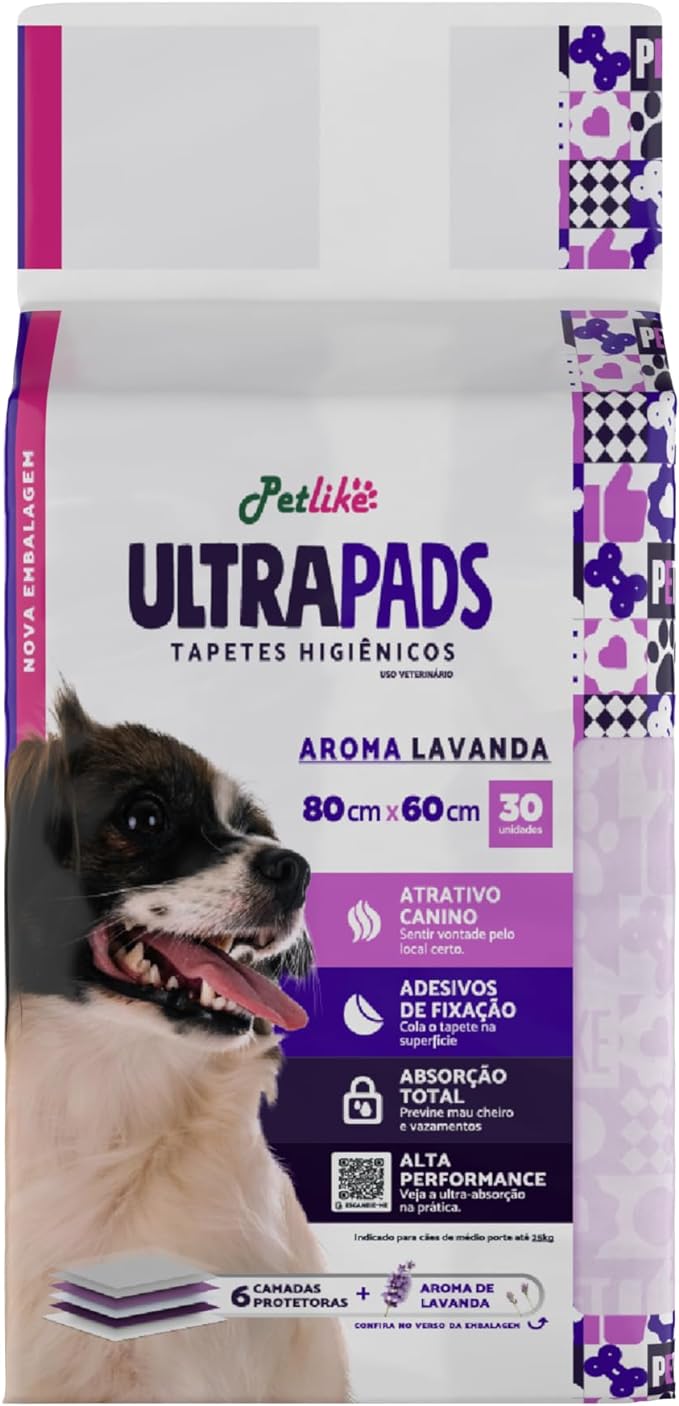 NOVA EMBALAGEM
Petlike
ULTRAPADS
TAPETES HIGIÊNICOS
USO VETERINÁRIO
AROMA LAVANDA
80cm x 60cm
30
unidades
ATRATIVO
CANINO
Sentir vontade pelo
local certo.
ADESIVOS
DE FIXAÇÃO
Cola o tapete na
superfície
ABSORÇÃO
TOTAL
Previne mau cheiro
e vazamentos
ESCANEIE-ME
ALTA
PERFORMANCE
Veja a ultra-absorção
na prática.
Indicado para cães de médio porte até 25kg
6 CAMADAS
PROTETORAS
+
AROMA DE
LAVANDA
CONFIRA NO VERSO DA EMBALAGEM